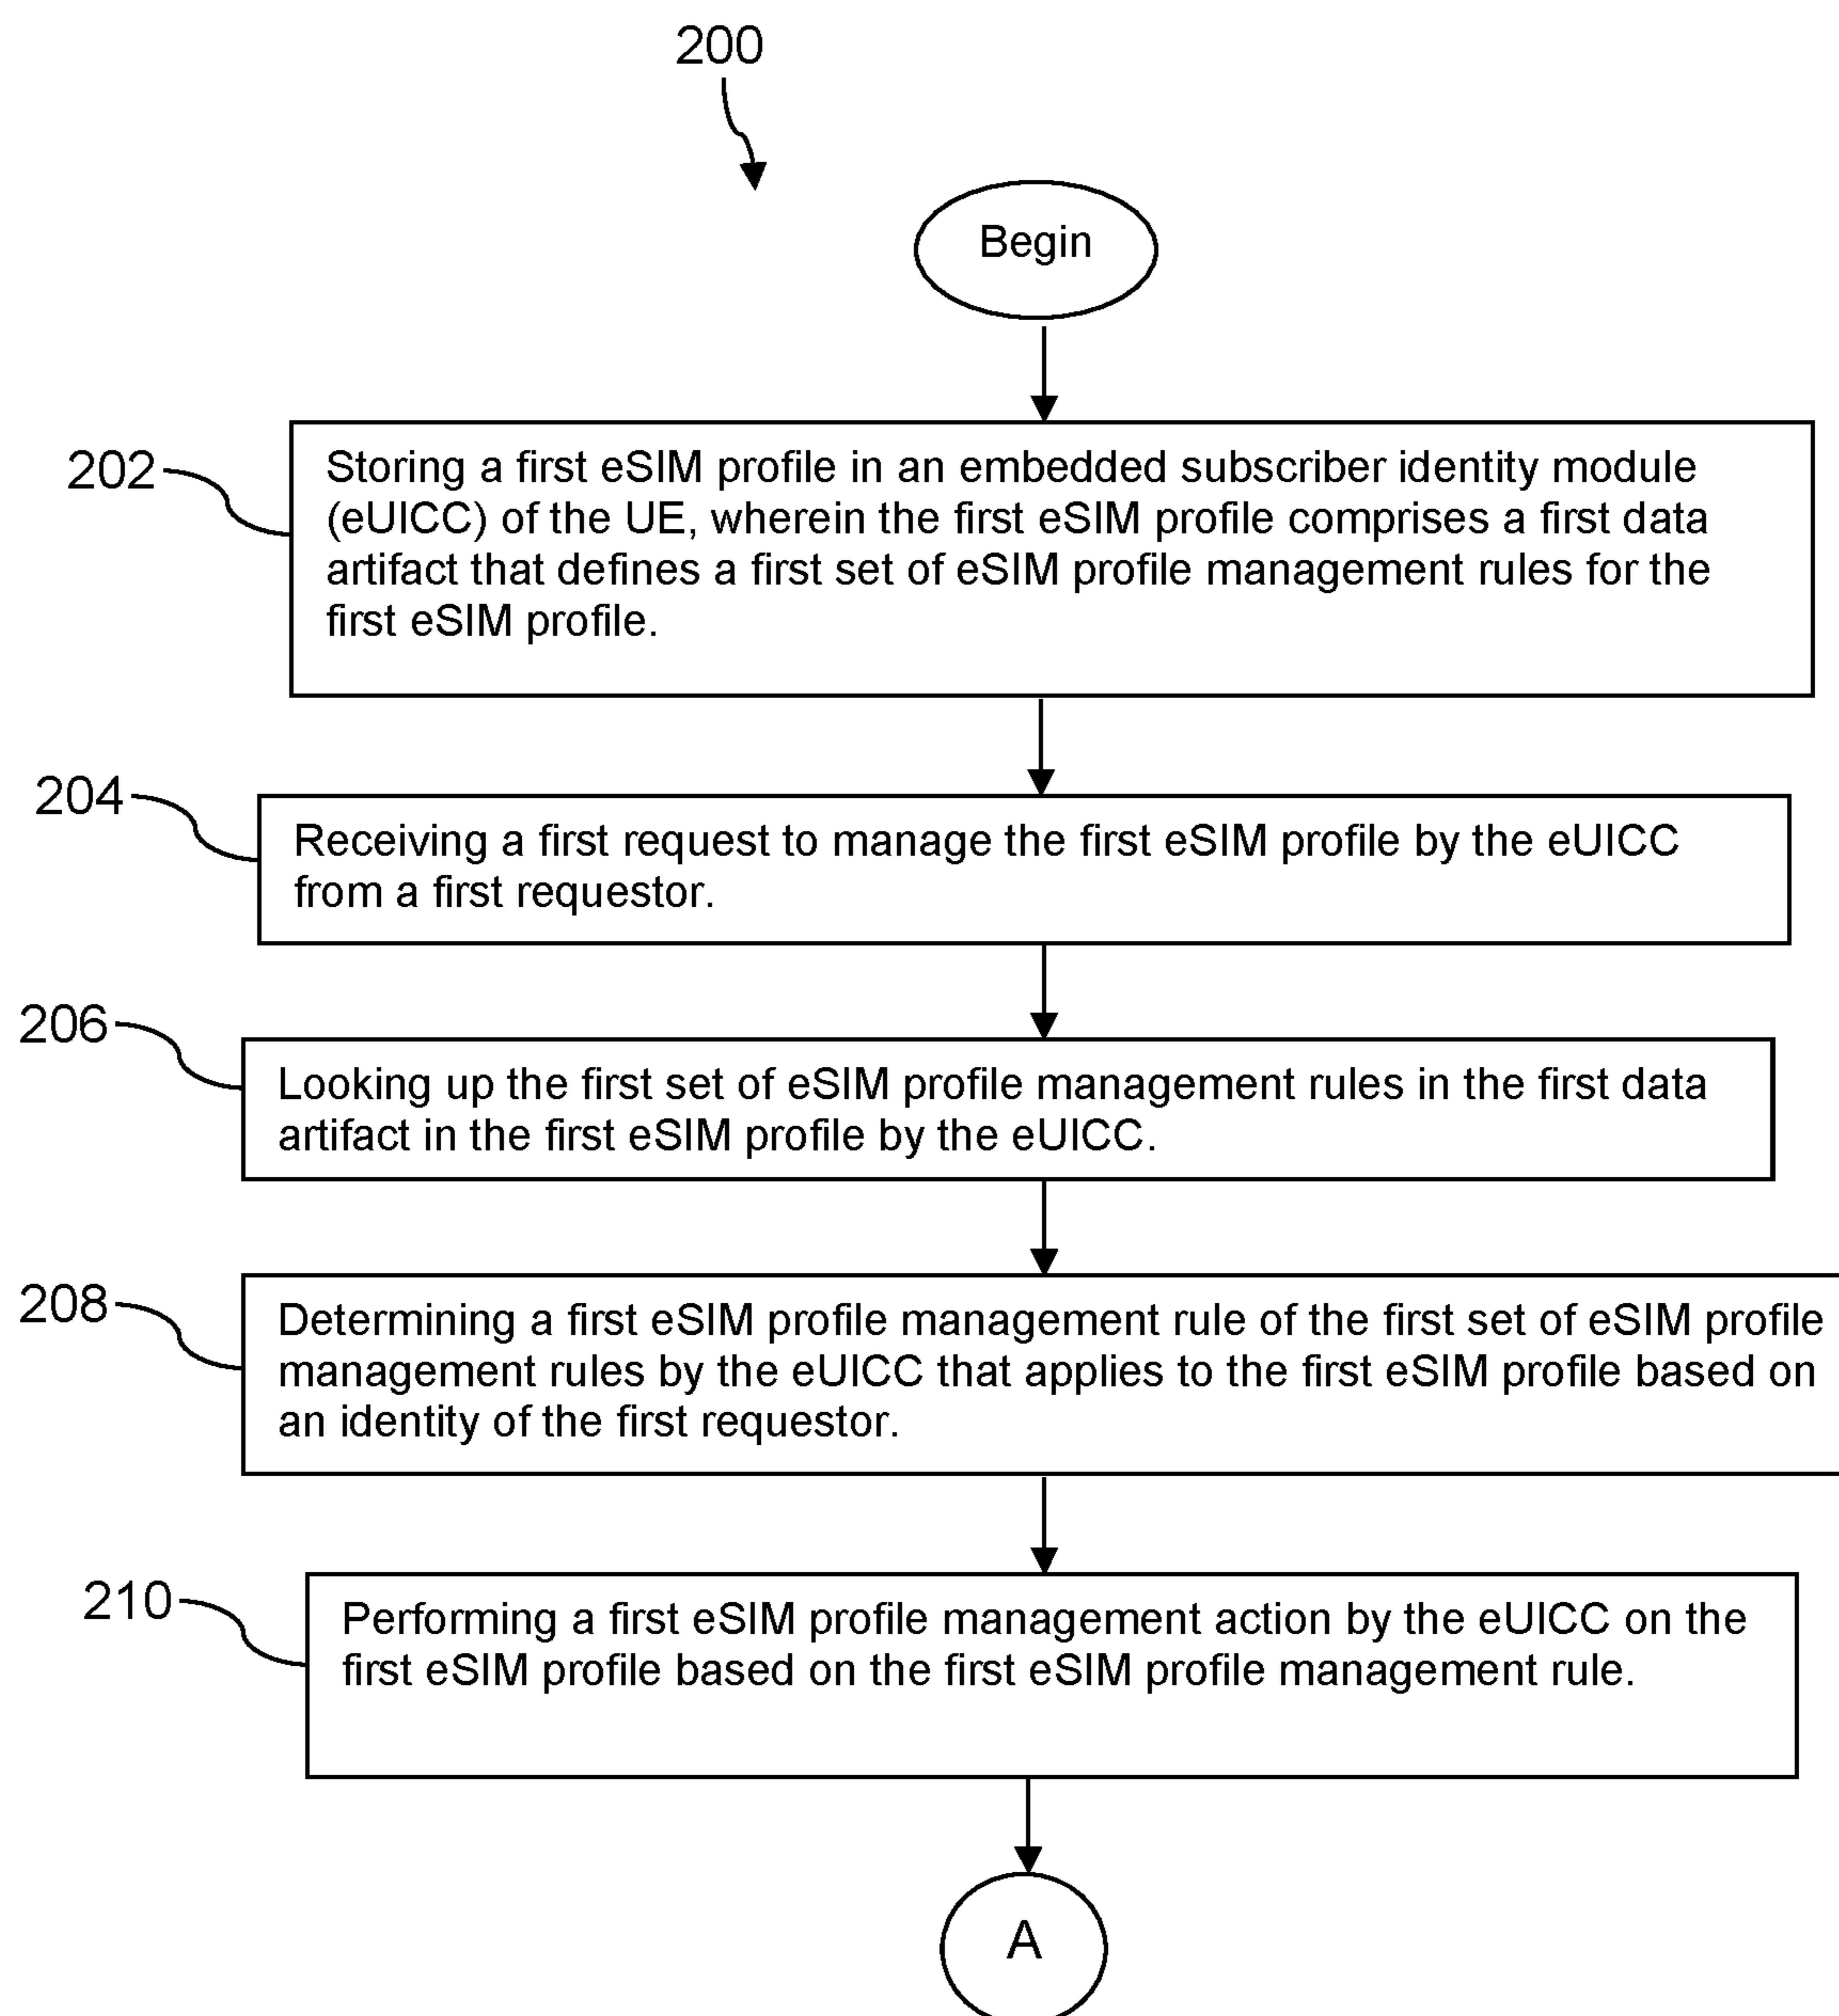 200
Begin
202
Storing a first eSIM profile in an embedded subscriber identity module
(eUICC) of the UE, wherein the first eSIM profile comprises a first data
artifact that defines a first set of eSIM profile management rules for the
first eSIM profile.
204
Receiving a first request to manage the first eSIM profile by the eUICC
from a first requestor.
206
Looking up the first set of eSIM profile management rules in the first data
artifact in the first eSIM profile by the eUICC.
208
Determining a first eSIM profile management rule of the first set of eSIM profile
management rules by the eUICC that applies to the first eSIM profile based on
an identity of the first requestor.
210
Performing a first eSIM profile management action by the eUICC on the
first eSIM profile based on the first eSIM profile management rule.
A